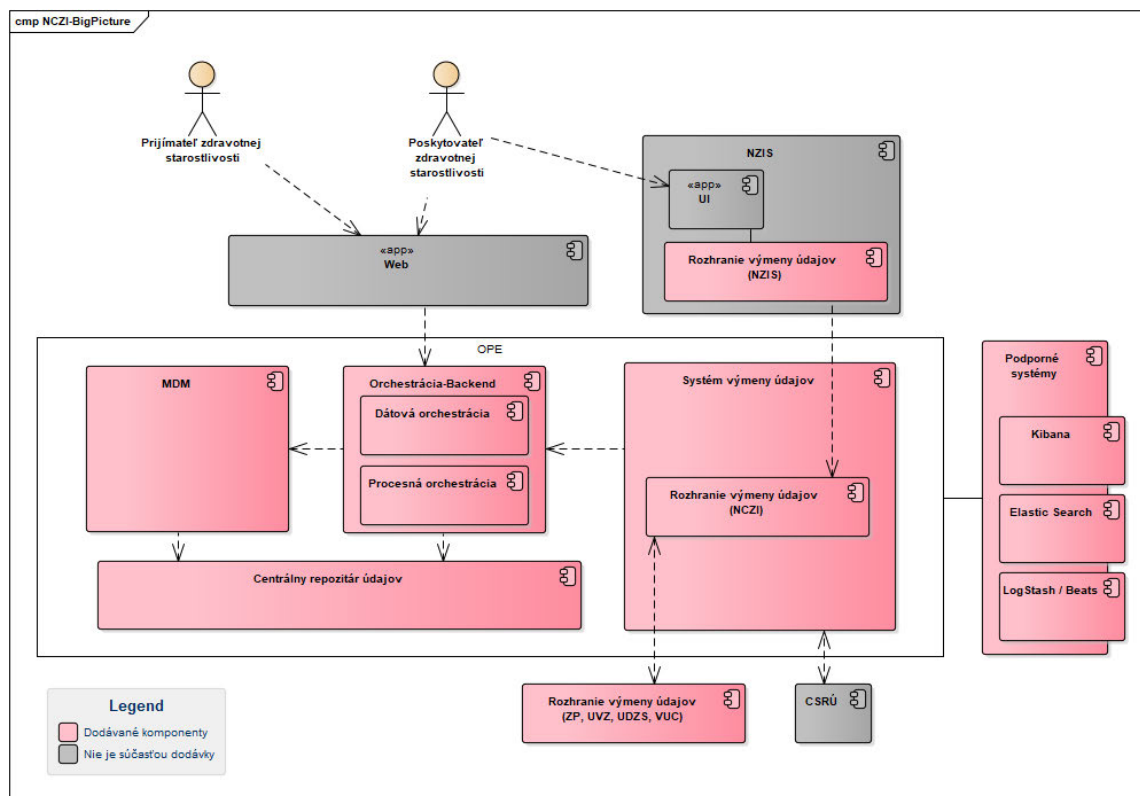 cmp NCZI-BigPicture
Prijímateľ zdravotnej
starostlivosti
Poskytovateľ
zdravotnej
starostlivosti
NZIS
«app»
UI
Rozhranie výmeny údajov
(NZIS)
«app»
Web
OPE
MDM
Orchestrácia-Backend
Dátová orchestrácia
Procesná orchestrácia
Systém výmeny údajov
Rozhranie výmeny údajov
(NCZI)
Centrálny repozitár údajov
Podporné
systémy
Kibana
Elastic Search
LogStash / Beats
Rozhranie výmeny údajov
(ZP, UVZ, UDZS, VUC)
CSRÚ
Legend
Dodávané komponenty
Nie je súčasťou dodávky